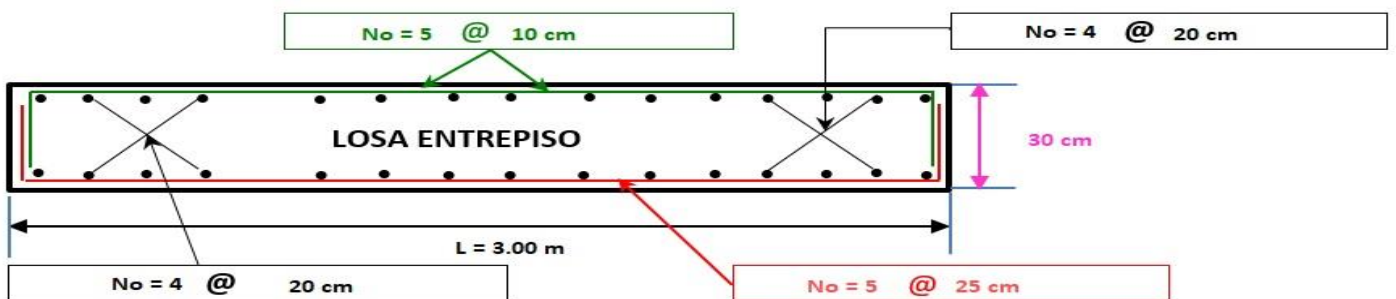 No = 5 @ 10 cm
No = 4 @ 20 cm
LOSA ENTREPISO
30 cm
L = 3.00 m
No = 4 @ 20 cm
No = 5 @ 25 cm